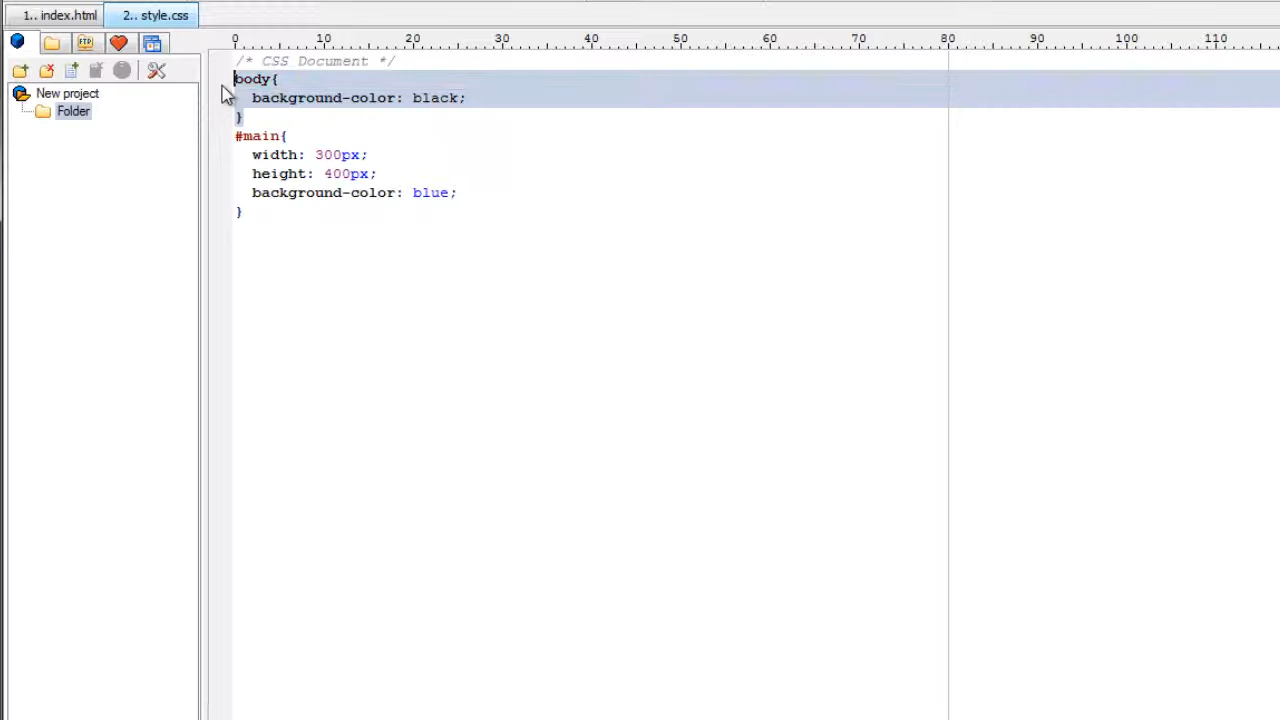 1.. index.html 2.. style.css
FTP
0 10 20 30 40 50 60 70 80 90 100 110
New project
Folder
/* CSS Document */
body{
  background-color: black;
}
#main{
  width: 300px;
  height: 400px;
  background-color: blue;
}